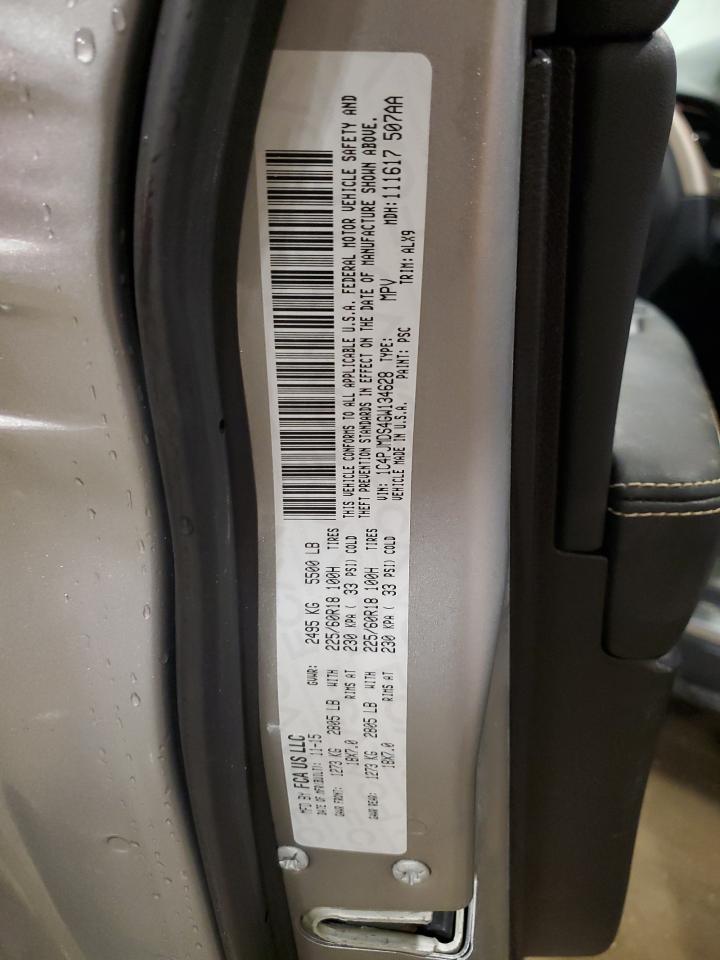 MFD BY FCA US LLC
DATE OF MFR(BUILT): 11-15
GVWR: 2495 KG 5500 LB
GAWR FRONT: 1273 KG 2805 LB WITH 225/60R18 100H TIRES
18X7.0 RIMS AT 230 KPA ( 33 PSI) COLD
GAWR REAR: 1273 KG 2805 LB WITH 225/60R18 100H TIRES
18X7.0 RIMS AT 230 KPA ( 33 PSI) COLD
THIS VEHICLE CONFORMS TO ALL APPLICABLE U.S.A. FEDERAL MOTOR VEHICLE SAFETY AND
THEFT PREVENTION STANDARDS IN EFFECT ON THE DATE OF MANUFACTURE SHOWN ABOVE.
VIN: 1C4PJMDS4GW134628 TYPE: MPV MDH:111617 507AA
VEHICLE MADE IN U.S.A. PAINT: PSC TRIM: ALX9